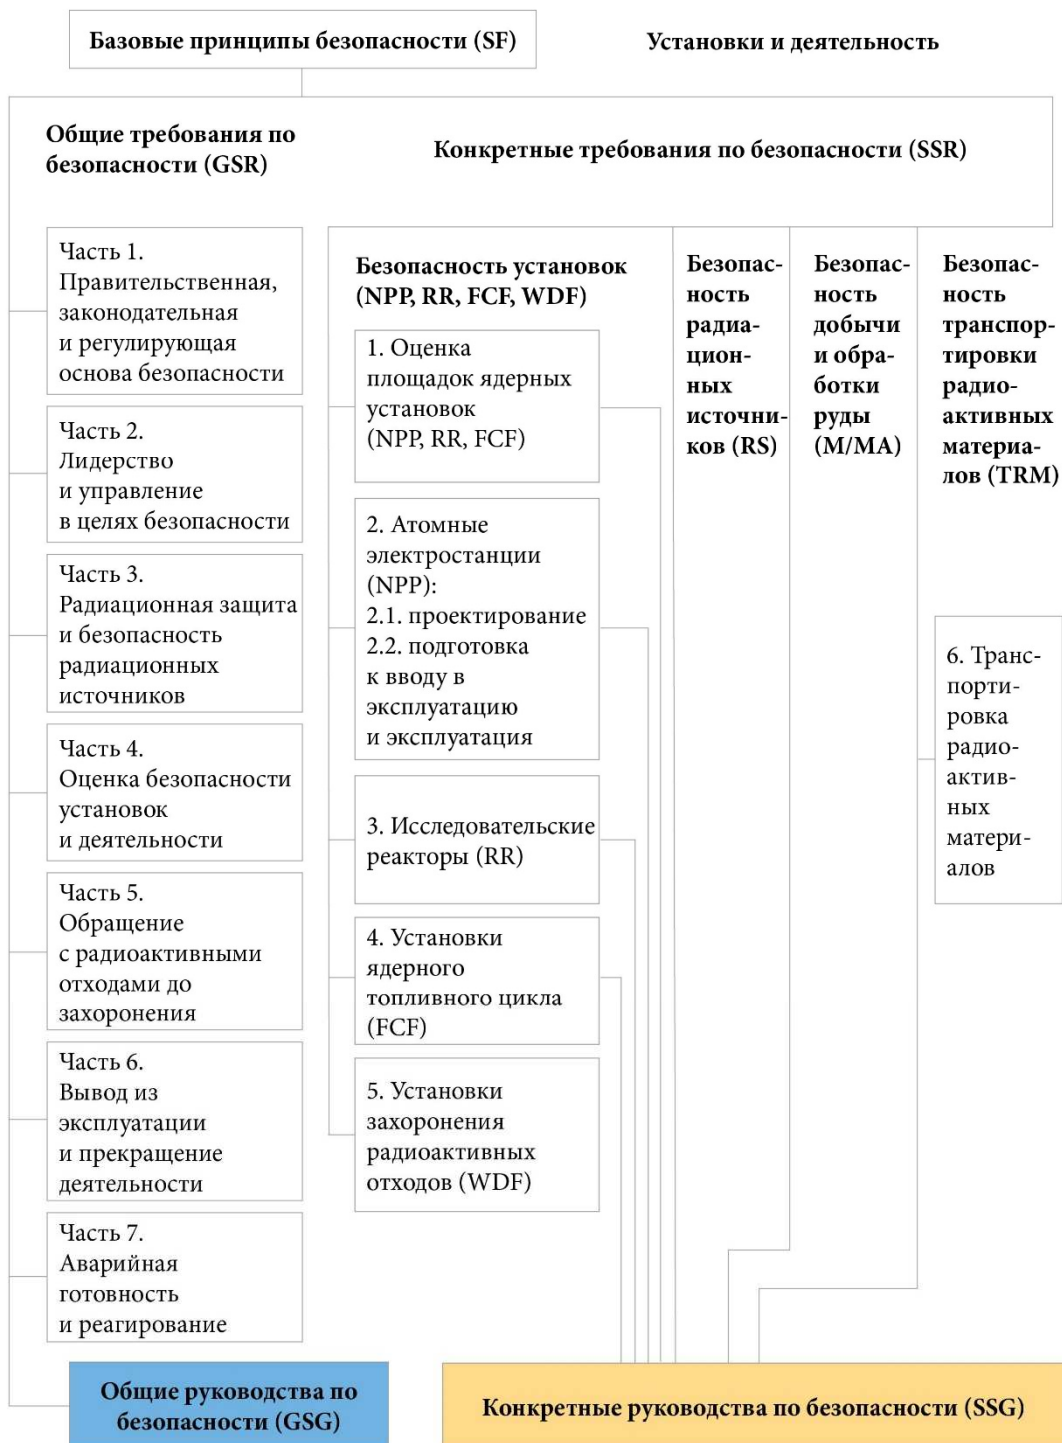 Базовые принципы безопасности (SF)
Установки и деятельность
Общие требования по
безопасности (GSR)
Конкретные требования по безопасности (SSR)
Часть 1.
Правительственная,
законодательная
и регулирующая
основа безопасности
Часть 2.
Лидерство
и управление
в целях безопасности
Часть 3.
Радиационная защита
и безопасность
радиационных
источников
Часть 4.
Оценка безопасности
установок
и деятельности
Часть 5.
Обращение
с радиоактивными
отходами до
захоронения
Часть 6.
Вывод из
эксплуатации
и прекращение
деятельности
Часть 7.
Аварийная
готовность
и реагирование
Безопасность установок
(NPP, RR, FCF, WDF)
1. Оценка
площадок ядерных
установок
(NPP, RR, FCF)
2. Атомные
электростанции
(NPP):
2.1. проектирование
2.2. подготовка
к вводу в
эксплуатацию
и эксплуатация
3. Исследовательские
реакторы (RR)
4. Установки
ядерного
топливного цикла
(FCF)
5. Установки
захоронения
радиоактивных
отходов (WDF)
Безопас-
ность
радиа-
цион-
ных
источни-
ков (RS)
Безопас-
ность
добычи
и обра-
ботки
руды
(M/MA)
Безопас-
ность
транспор-
тировки
радио-
активных
материа-
лов (TRM)
6. Транс-
порти-
ровка
радио-
актив-
ных
матери-
алов
Общие руководства по
безопасности (GSG)
Конкретные руководства по безопасности (SSG)